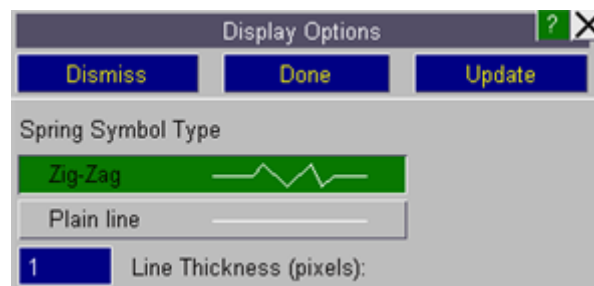 Display Options ? X
Dismiss Done Update
Spring Symbol Type
Zig-Zag
Plain line
1 Line Thickness (pixels):